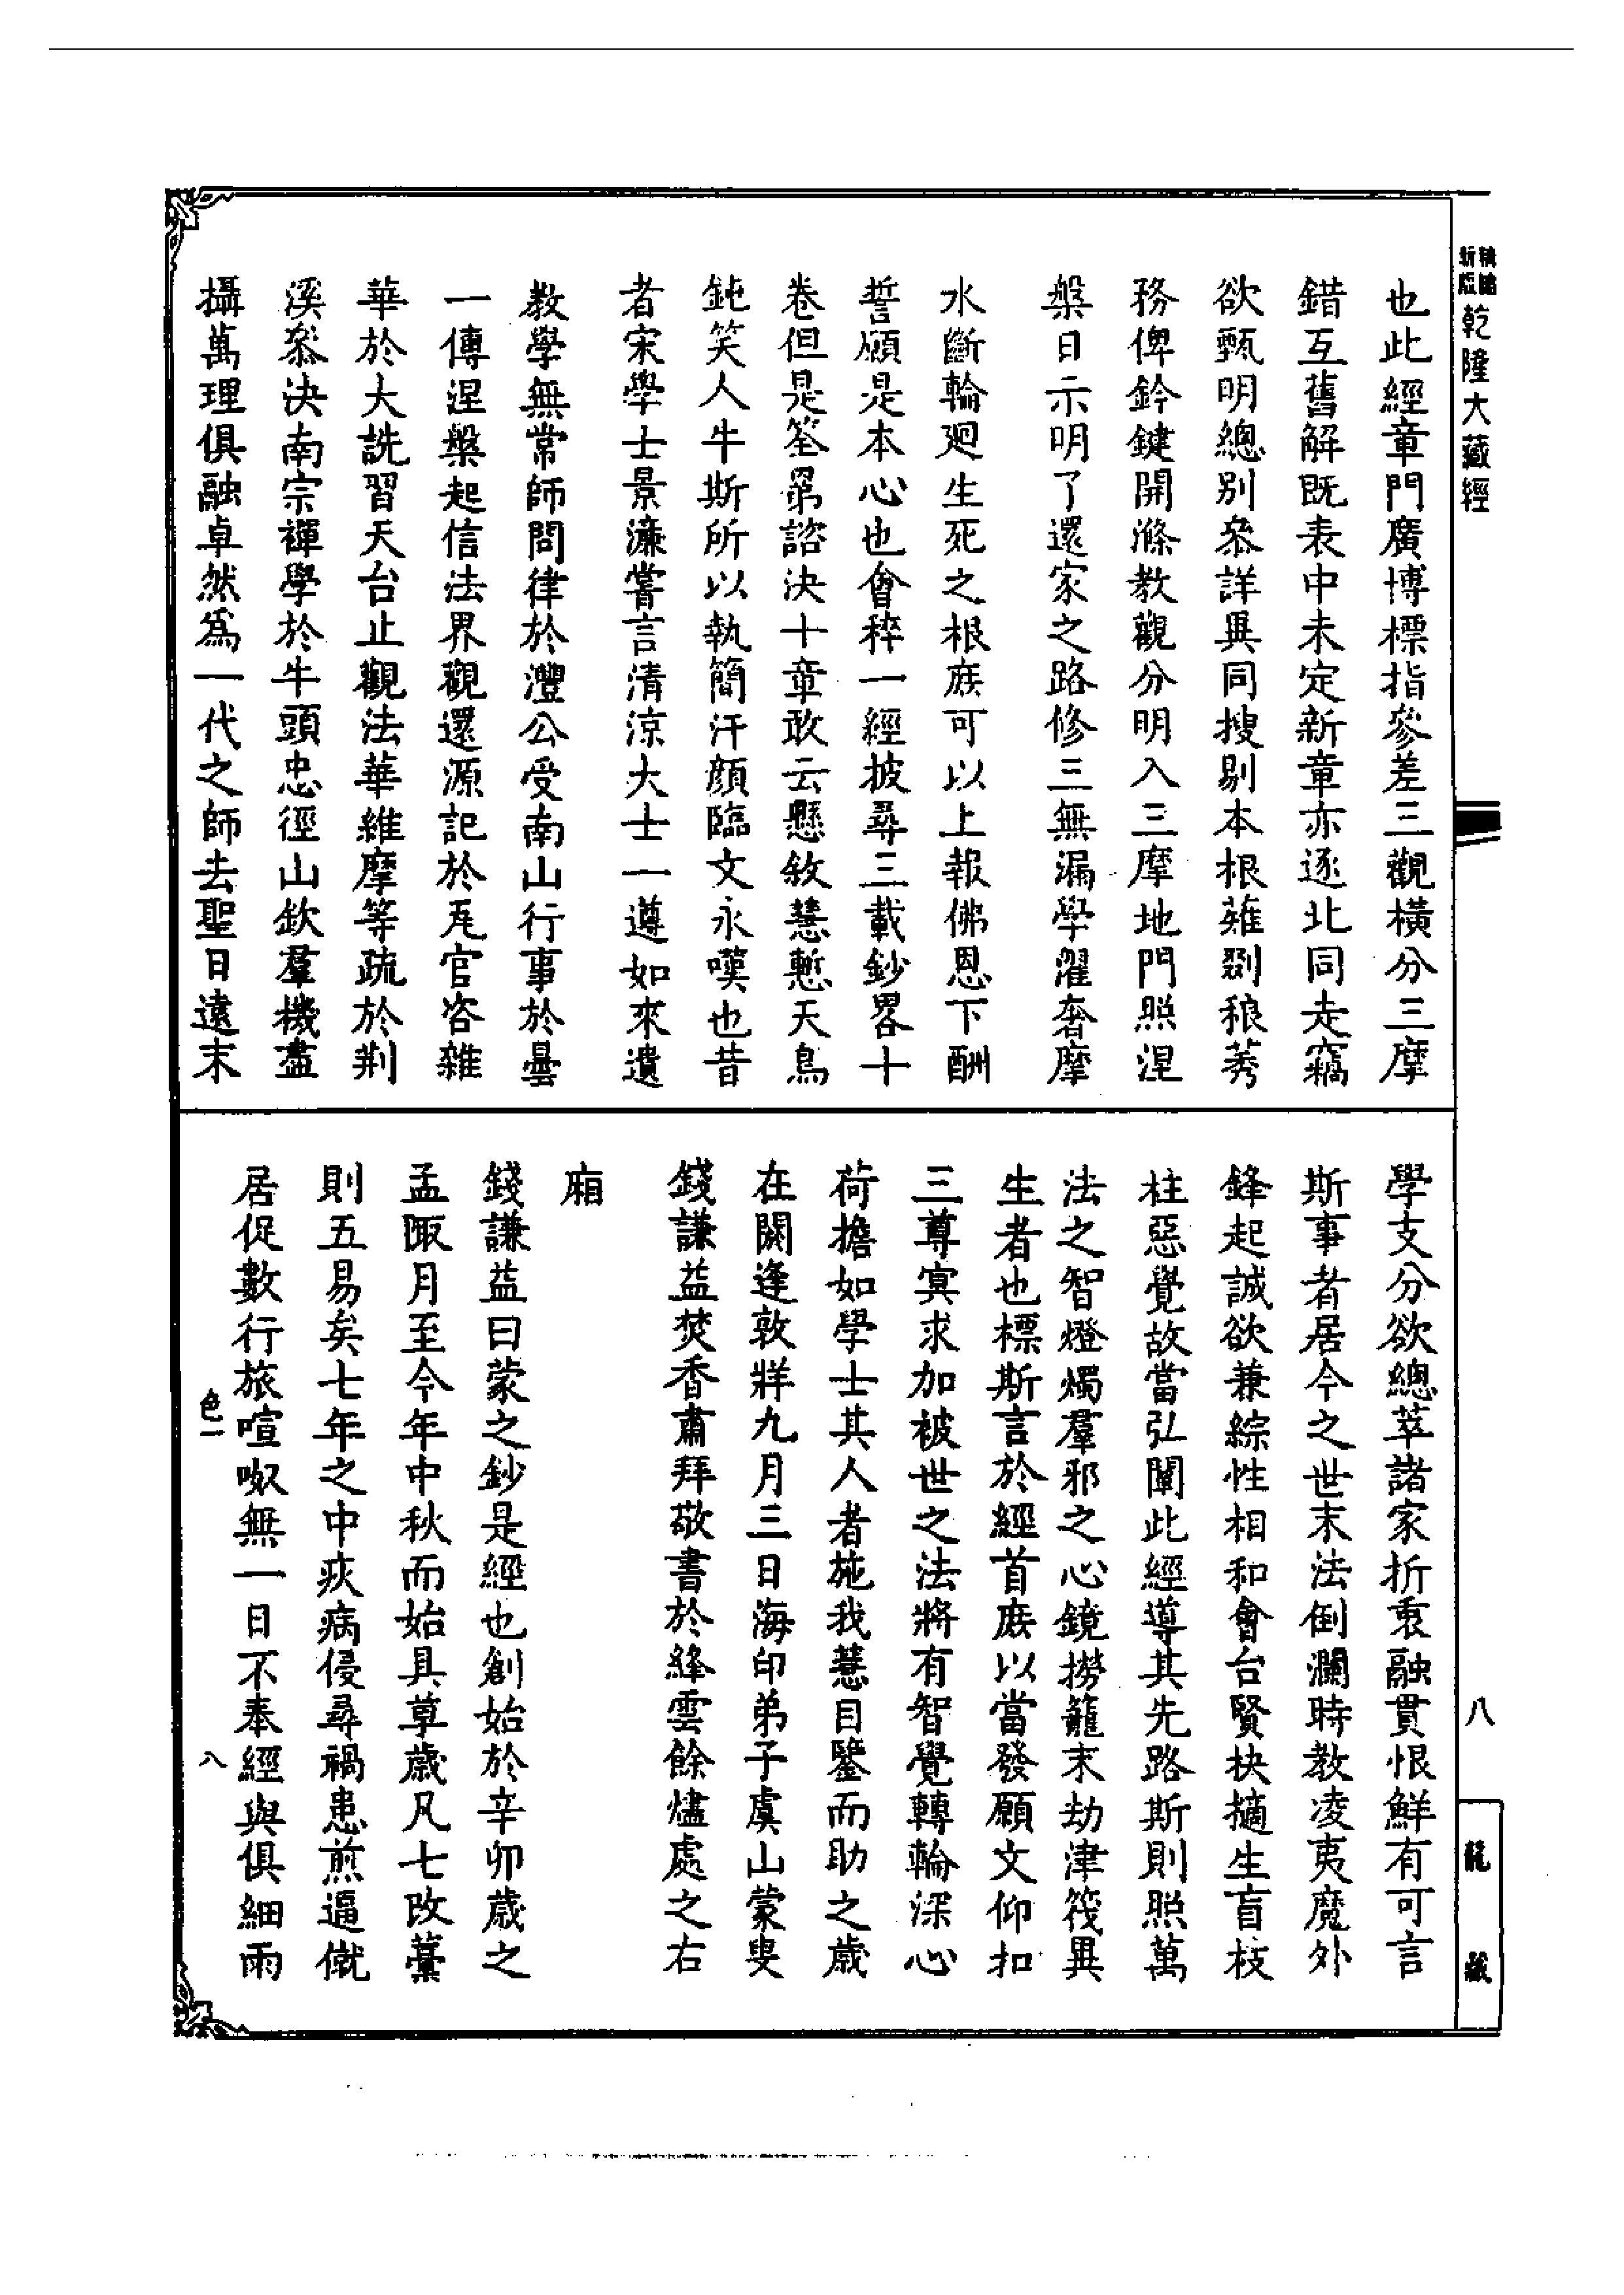 乾隆大藏經
也此經章門廣博標指參差三觀橫分三摩
錯互舊解既表中未定新章亦逐北同走竊
欲甄明總別叅詳異同搜剔本根薙剟稂莠
務俾鈐鍵開滌教觀分明入三摩地門照涅
槃日示明了還家之路修三無漏學濯奢摩
水斷輪廻生死之根庶可以上報佛恩下酬
誓願是本心也會稡一經披尋三載鈔畧十
卷但是筌罤諮決十章敢云懸敘慧慙天鳥
鈍笑人牛斯所以執簡汗顏臨文永嘆也昔
者宋學士景濂嘗言清涼大士一遵如來遺
教學無常師問律於澧公受南山行事於曇
一傳涅槃起信法界觀還源記於瓦官咨雜
華於大詵習天台止觀法華維摩等疏於荆
溪叅決南宗禪學於牛頭忠徑山欽羣機盡
攝萬理俱融卓然爲一代之師去聖日遠末
學支分欲總萃諸家折衷融貫恨鮮有可言
斯事者居今之世末法倒瀾時教凌夷魔外
鋒起誠欲兼綜性相和會台賢抉擿生盲枝
柱惡覺故當弘闡此經導其先路斯則照萬
法之智燈燭羣邪之心鏡撈籠末劫津筏異
生者也標斯言於經首庶以當發願文仰扣
三尊冥求加被世之法將有智覺轉輪深心
荷擔如學士其人者施我慧目鑒而助之歲
在閼逢敦牂九月三日海印弟子虞山蒙叟
錢謙益焚香肅拜敬書於絳雲餘燼處之右
廂
錢謙益曰蒙之鈔是經也創始於辛卯歲之
孟陬月至今年中秋而始具草歲凡七改藁
則五易矣七年之中疢病侵尋禍患煎逼僦
居促數行旅喧呶無一日不奉經與俱細雨
色一
八
八
龍藏